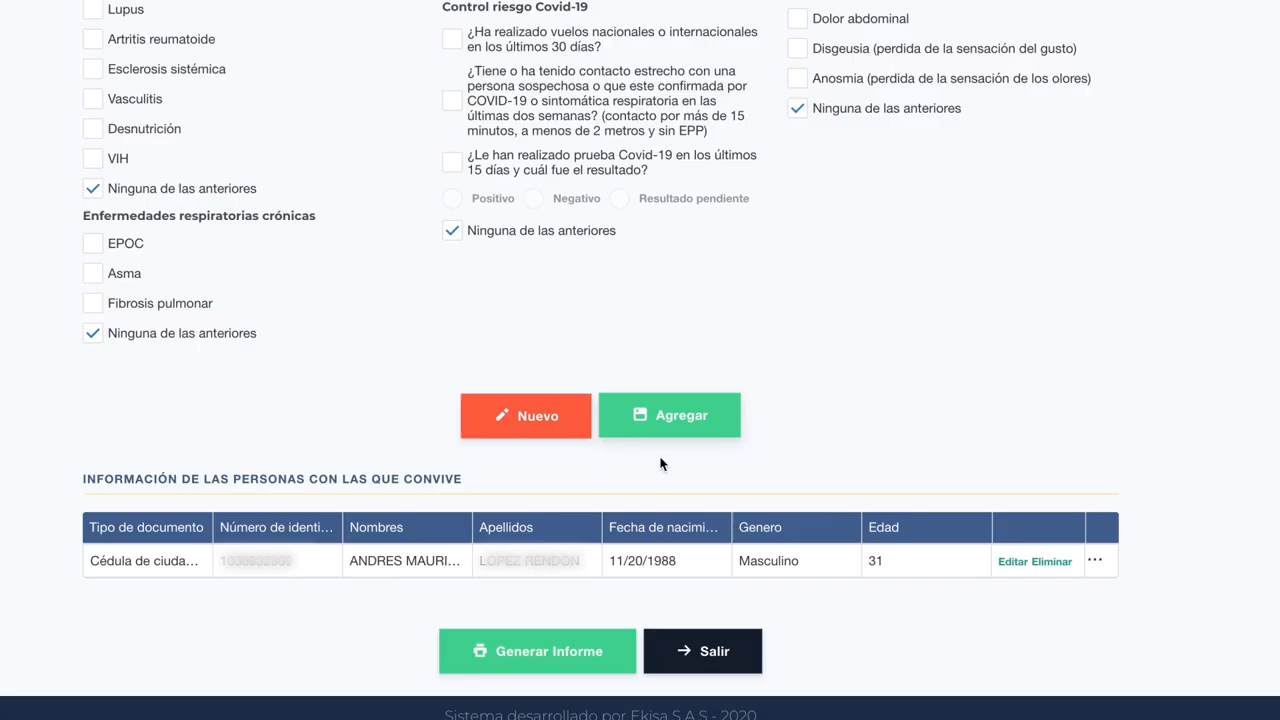 Lupus
Artritis reumatoide
Esclerosis sistémica
Vasculitis
Desnutrición
VIH
Ninguna de las anteriores
Enfermedades respiratorias crónicas
EPOC
Asma
Fibrosis pulmonar
Ninguna de las anteriores
Control riesgo Covid-19
¿Ha realizado vuelos nacionales o internacionales
en los últimos 30 días?
¿Tiene o ha tenido contacto estrecho con una
persona sospechosa o que este confirmada por
COVID-19 o sintomática respiratoria en las
últimas dos semanas? (contacto por más de 15
minutos, a menos de 2 metros y sin EPP)
¿Le han realizado prueba Covid-19 en los últimos
15 días y cuál fue el resultado?
Positivo Negativo Resultado pendiente
Ninguna de las anteriores
Dolor abdominal
Disgeusia (perdida de la sensación del gusto)
Anosmia (perdida de la sensación de los olores)
Ninguna de las anteriores
Nuevo Agregar
INFORMACIÓN DE LAS PERSONAS CON LAS QUE CONVIVE
Tipo de documento Número de identi... Nombres Apellidos Fecha de nacimi... Genero Edad
Cédula de ciuda... ANDRES MAURI... 11/20/1988 Masculino 31 Editar Eliminar ...
Generar Informe Salir
Sistema desarrollado por Ekisa S.A.S - 2020